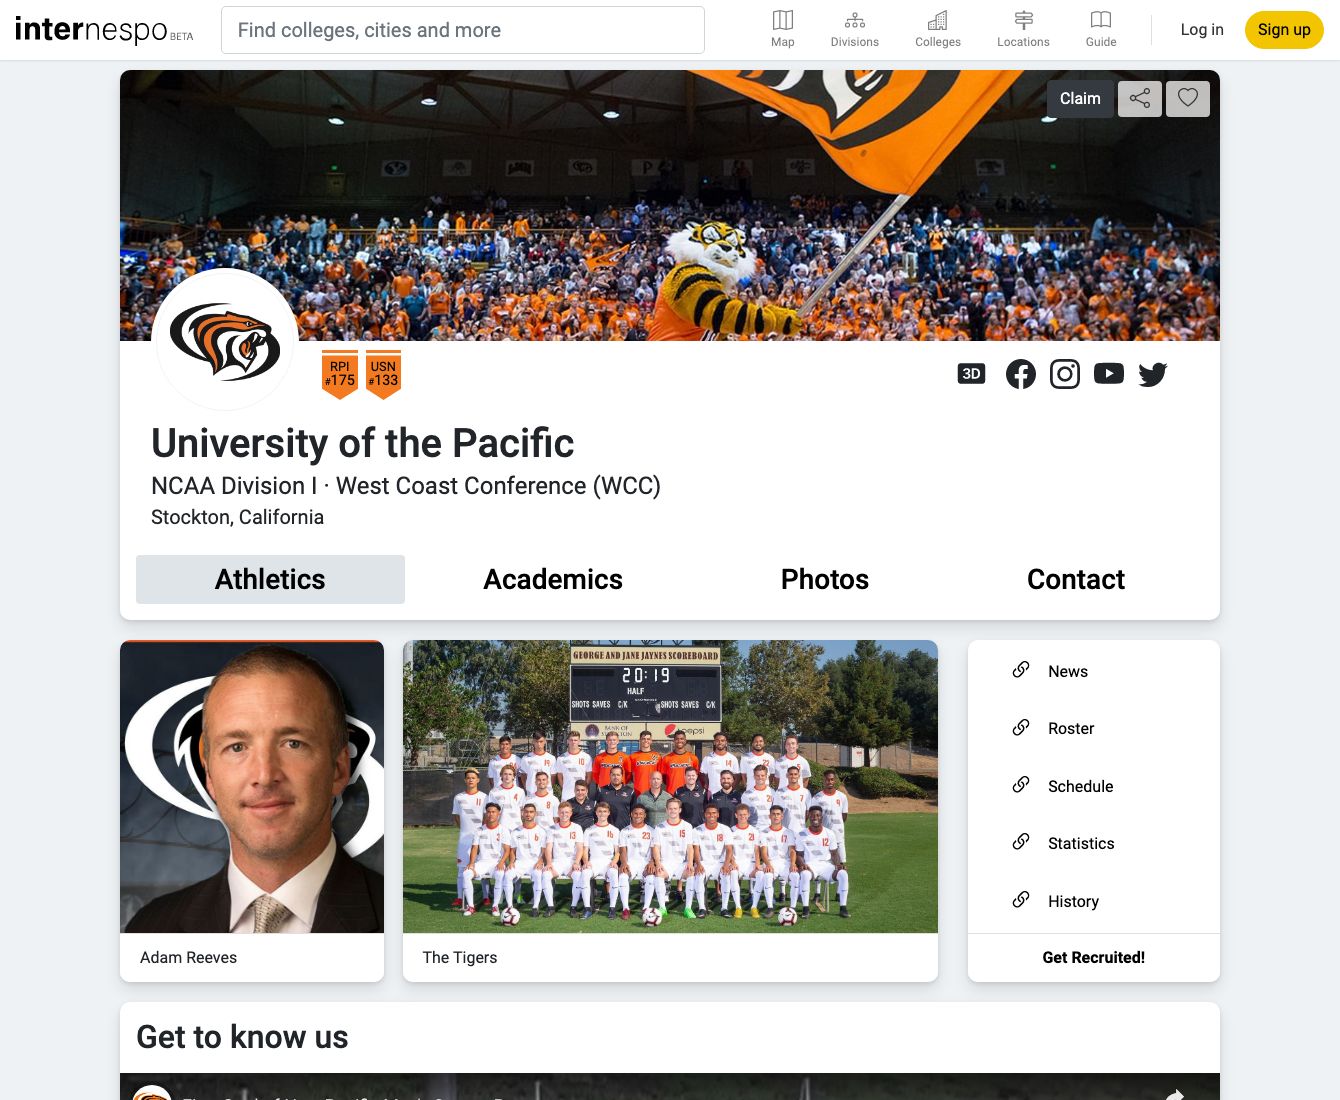 internespo BETA
Find colleges, cities and more
Map
Divisions
Colleges
Locations
Guide
Log in
Sign up
Claim
RPI
#175
USN
#133
3D
University of the Pacific
NCAA Division I · West Coast Conference (WCC)
Stockton, California
Athletics
Academics
Photos
Contact
GEORGE AND JANE JAYNES SCOREBOARD
20:19
HALF
SHOTS SAVES C/K
SHOTS SAVES C/K
pepsi
Adam Reeves
The Tigers
News
Roster
Schedule
Statistics
History
Get Recruited!
Get to know us